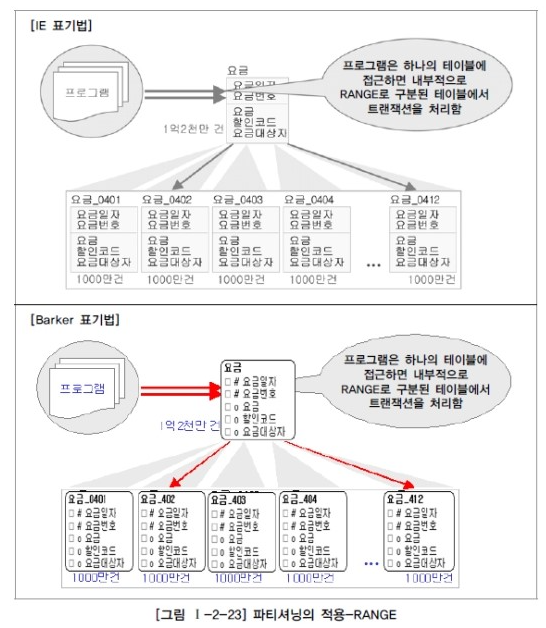 [IE 표기법]
프로그램
요금
요금일자
요금번호
요금
할인코드
요금대상자
1억2천만 건
프로그램은 하나의 테이블에
접근하면 내부적으로
RANGE로 구분된 테이블에서
트랜잭션을 처리함
요금_0401 요금_0402 요금_0403 요금_0404 요금_0412
요금일자 요금일자 요금일자 요금일자 요금일자
요금번호 요금번호 요금번호 요금번호 요금번호
요금 요금 요금 요금 요금
할인코드 할인코드 할인코드 할인코드 할인코드
요금대상자 요금대상자 요금대상자 요금대상자 ... 요금대상자
1000만건 1000만건 1000만건 1000만건 1000만건
[Barker 표기법]
프로그램
요금
□ # 요금일자
□ # 요금번호
□ o 요금
□ o 할인코드
□ o 요금대상자
1억2천만 건
프로그램은 하나의 테이블에
접근하면 내부적으로
RANGE로 구분된 테이블에서
트랜잭션을 처리함
요금_0401 요금_402 요금_403 요금_404 요금_412
□ # 요금일자 □ # 요금일자 □ # 요금일자 □ # 요금일자 □ # 요금일자
□ # 요금번호 □ # 요금번호 □ # 요금번호 □ # 요금번호 □ # 요금번호
□ o 요금 □ o 요금 □ o 요금 □ o 요금 □ o 요금
□ o 할인코드 □ o 할인코드 □ o 할인코드 □ o 할인코드 □ o 할인코드
□ o 요금대상자 □ o 요금대상자 □ o 요금대상자 □ o 요금대상자 ... □ o 요금대상자
1000만건 1000만건 1000만건 1000만건 1000만건
[그림 Ⅰ-2-23] 파티셔닝의 적용-RANGE